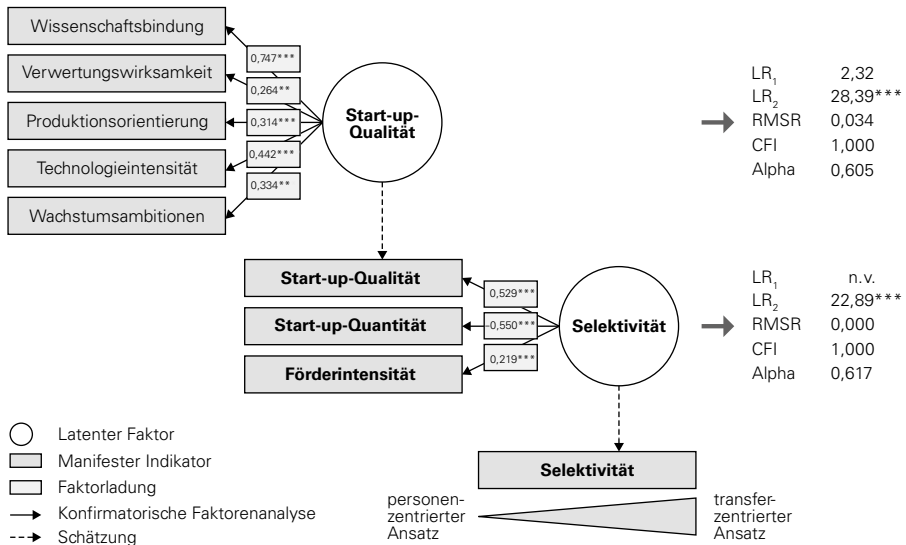 Wissenschaftsbindung
Verwertungswirksamkeit
Produktionsorientierung
Technologieintensität
Wachstumsambitionen
0,747***
0,264**
0,314***
0,442***
0,334**
Start-up-
Qualität
LR1 2,32
LR2 28,39***
RMSR 0,034
CFI 1,000
Alpha 0,605
Start-up-Qualität
Start-up-Quantität
Förderintensität
0,529***
-0,550***
0,219***
Selektivität
LR1 n.v.
LR2 22,89***
RMSR 0,000
CFI 1,000
Alpha 0,617
Selektivität
personen-
zentrierter
Ansatz
transfer-
zentrierter
Ansatz
Latenter Faktor
Manifester Indikator
Faktorladung
Konfirmatorische Faktorenanalyse
Schätzung